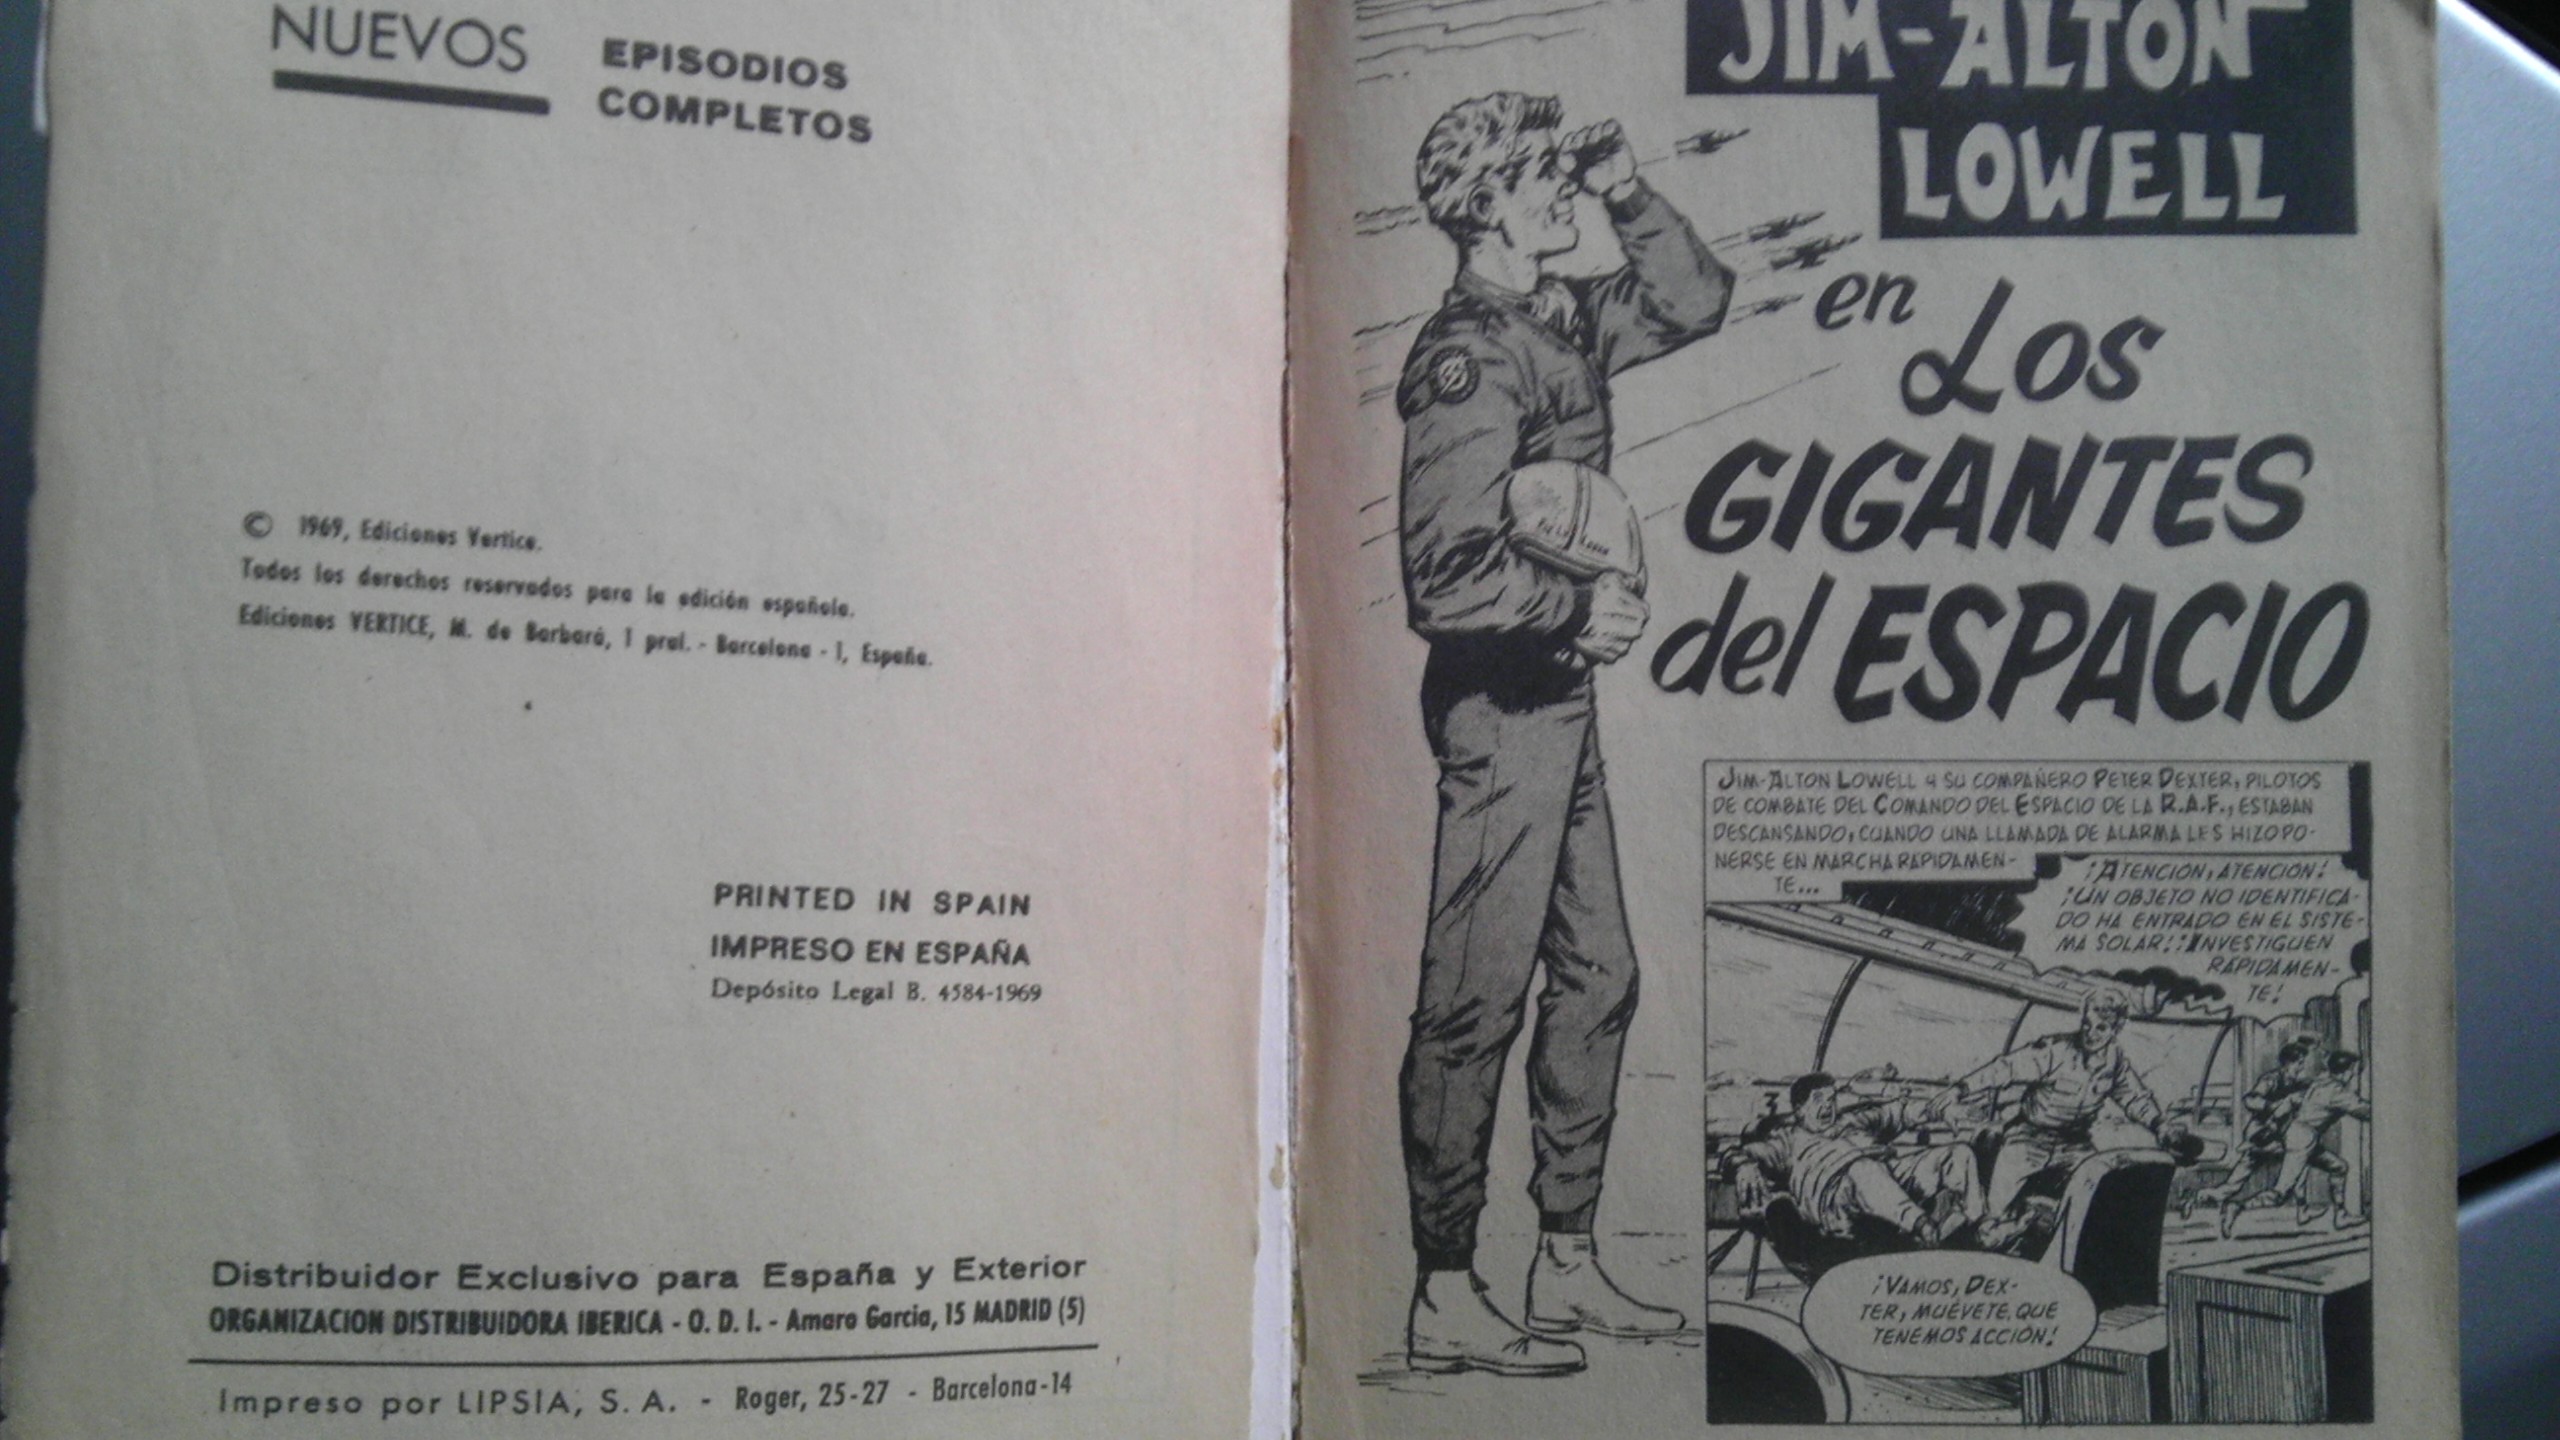 NUEVOS
EPISODIOS
COMPLETOS
© 1969, Ediciones Vertice.
Todos los derechos reservados para la edición española.
Ediciones VERTICE, M. de Barbará, 1 pral. - Barcelona - 1, España.
PRINTED IN SPAIN
IMPRESO EN ESPAÑA
Depósito Legal B. 4584-1969
Distribuidor Exclusivo para España y Exterior
ORGANIZACION DISTRIBUIDORA IBERICA - O. D. I. - Amaro Garcia, 15 MADRID (5)
Impreso por LIPSIA, S. A. - Roger, 25-27 - Barcelona-14
JIM-ALTON
LOWELL
en Los
GIGANTES
del ESPACIO
JIM-ALTON LOWELL Y SU COMPAÑERO PETER DEXTER, PILOTOS
DE COMBATE DEL COMANDO DEL ESPACIO DE LA R.A.F., ESTABAN
DESCANSANDO, CUANDO UNA LLAMADA DE ALARMA LES HIZO PO-
NERSE EN MARCHA RAPIDAMEN-
TE...
¡ATENCION, ATENCION!
¡UN OBJETO NO IDENTIFICA-
DO HA ENTRADO EN EL SISTE-
MA SOLAR! ¡INVESTIGUEN
RAPIDAMEN-
TE!
¡VAMOS, DEX-
TER, MUÉVETE, QUE
TENEMOS ACCIÓN!